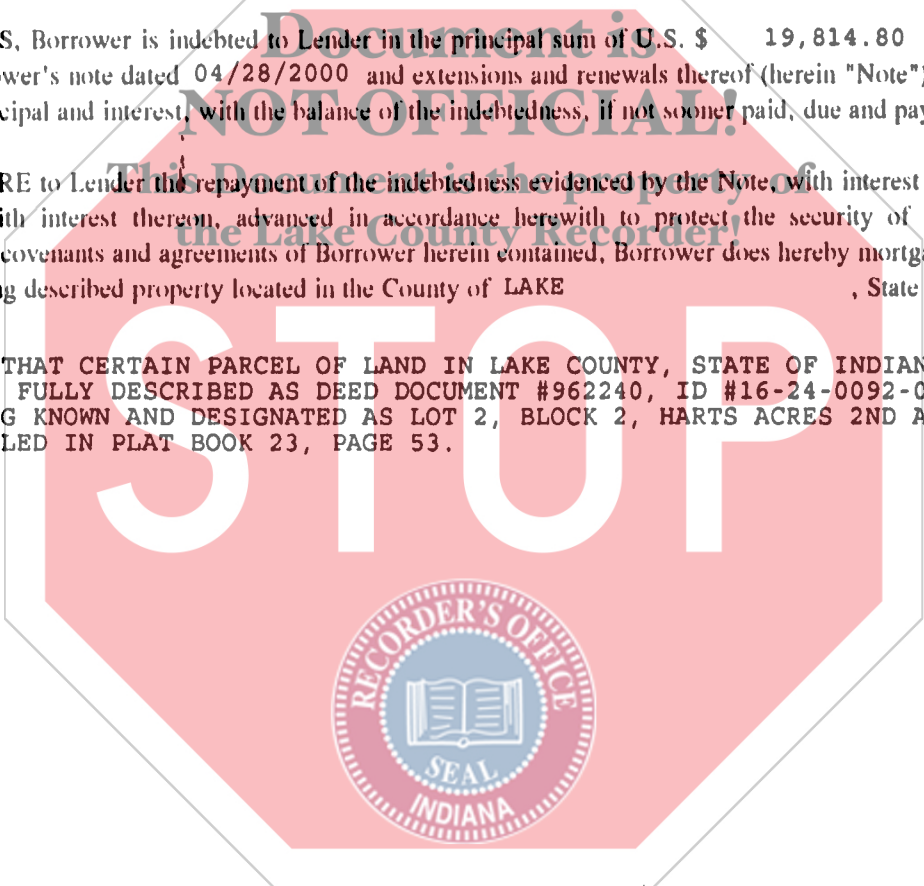 Document is
S, Borrower is indebted to Lender in the principal sum of U.S. $ 19,814.80
wer's note dated 04/28/2000 and extensions and renewals thereof (herein "Note"
NOT OFFICIAL!
cipal and interest, with the balance of the indebtedness, if not sooner paid, due and pay
This Document is the property of
RE to Lender the repayment of the indebtedness evidenced by the Note, with interest
the Lake County Recorder!
ith interest thereon, advanced in accordance herewith to protect the security of
covenants and agreements of Borrower herein contained, Borrower does hereby mortga
g described property located in the County of LAKE , State
THAT CERTAIN PARCEL OF LAND IN LAKE COUNTY, STATE OF INDIAN
FULLY DESCRIBED AS DEED DOCUMENT #962240, ID #16-24-0092-0
G KNOWN AND DESIGNATED AS LOT 2, BLOCK 2, HARTS ACRES 2ND A
LED IN PLAT BOOK 23, PAGE 53.
STOP
RECORDER'S OFFICE
SEAL
INDIANA